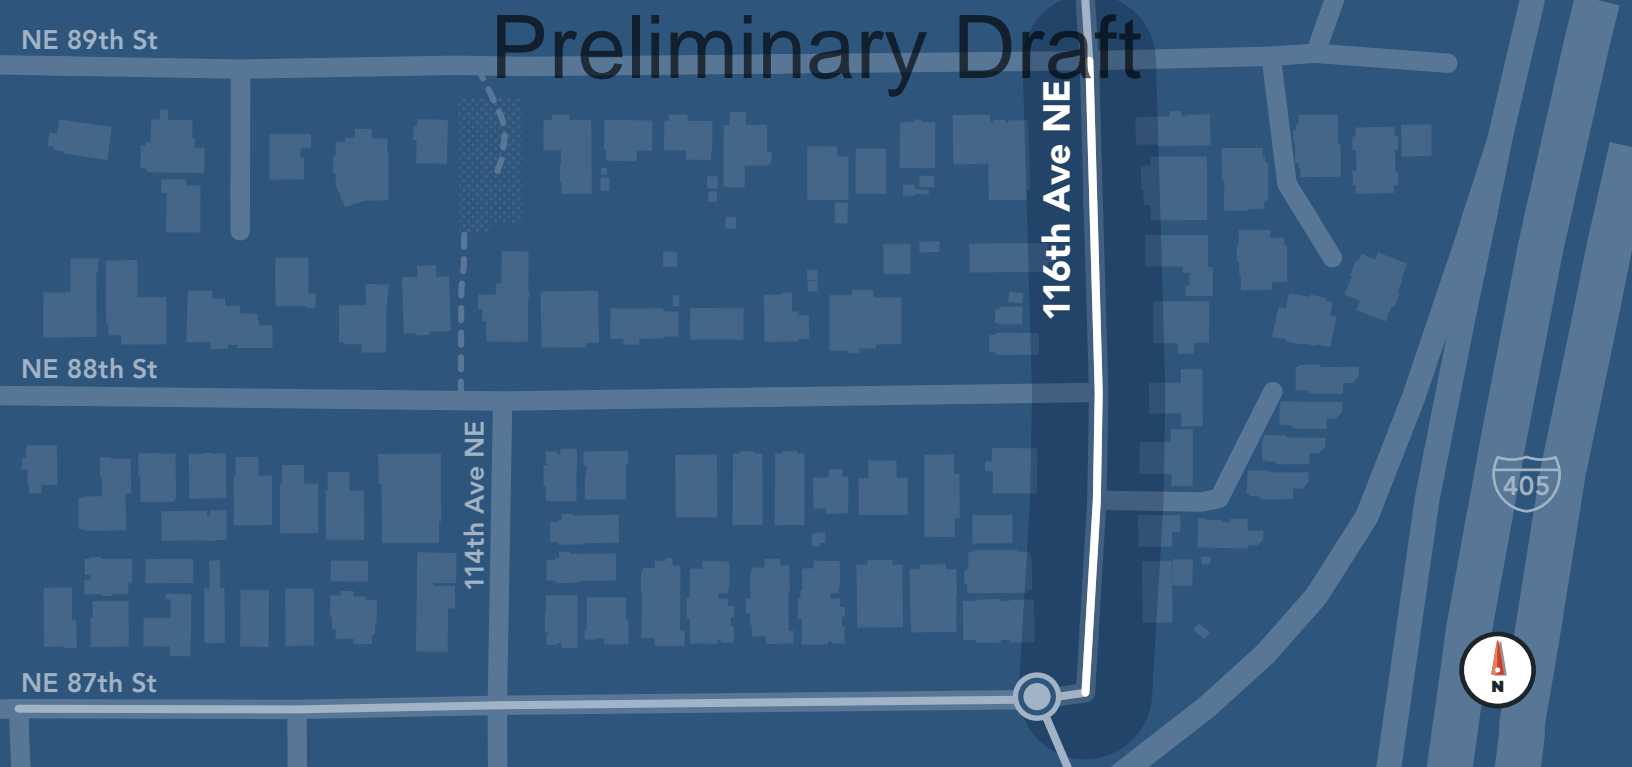 Preliminary Draft
NE 89th St
116th Ave NE
NE 88th St
114th Ave NE
405
NE 87th St
N